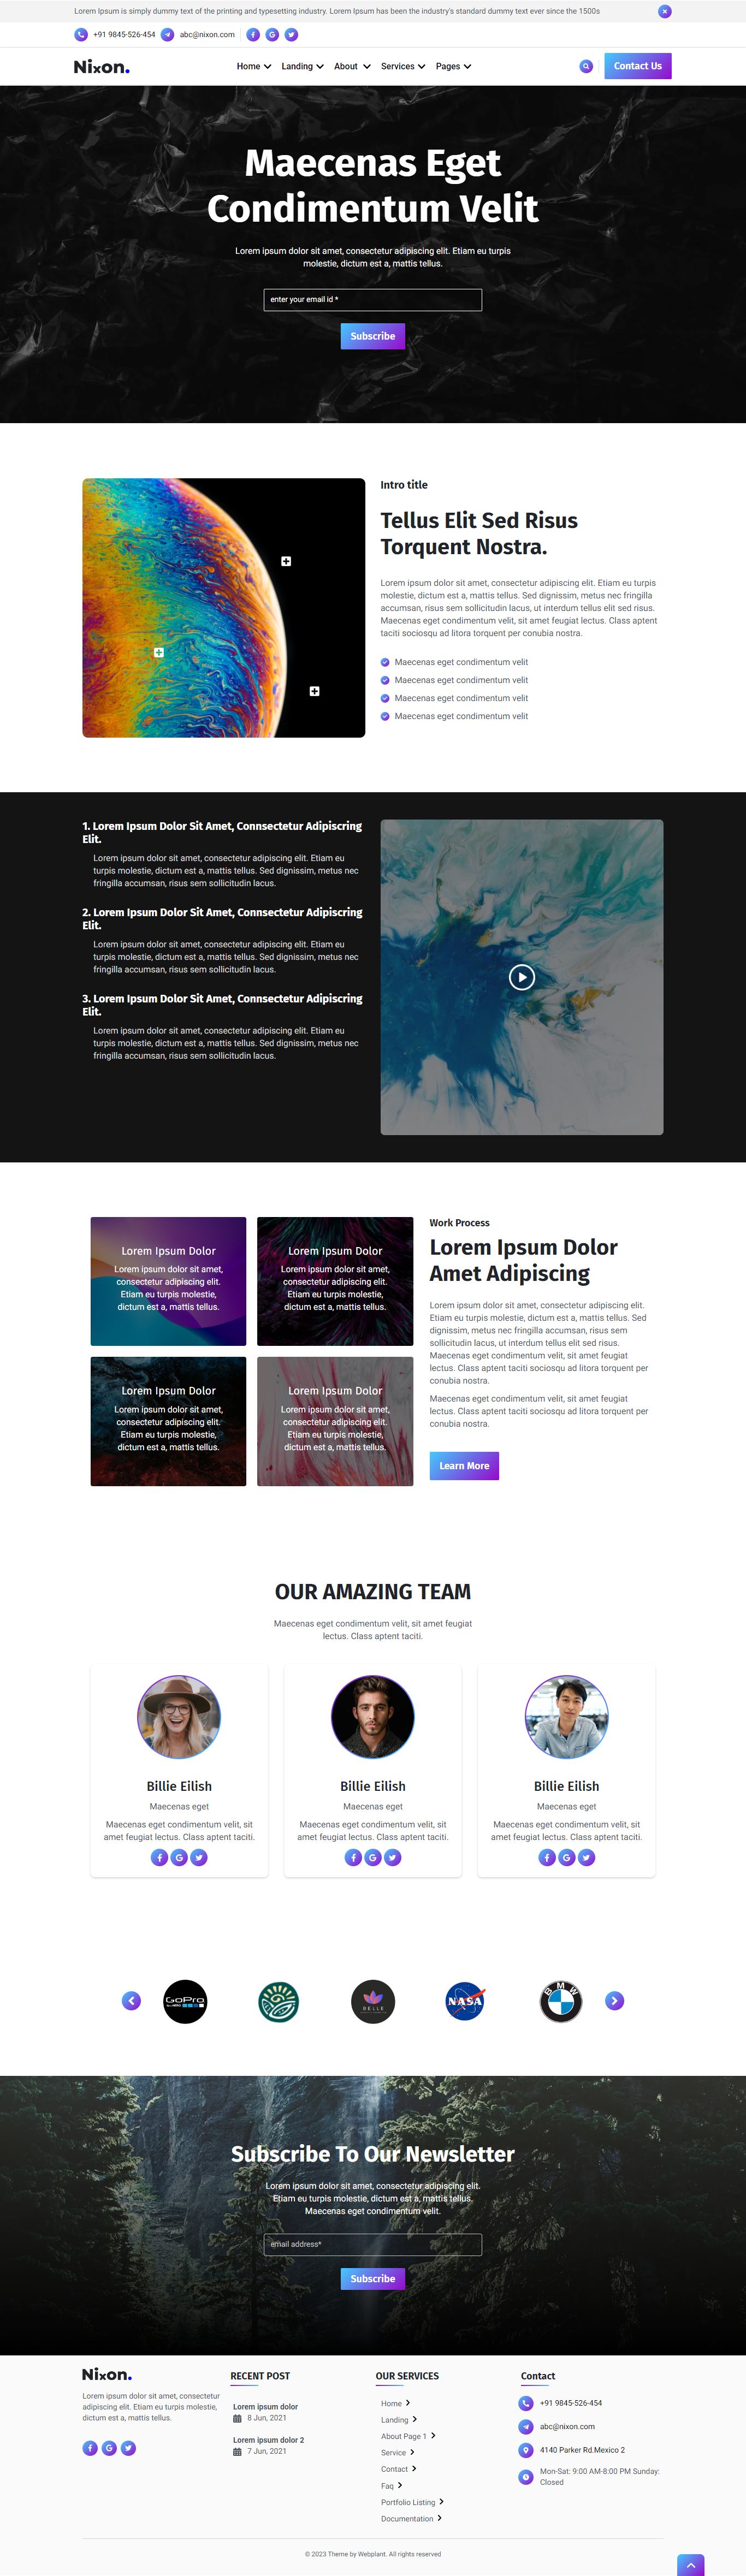 Lorem Ipsum is simply dummy text of the printing and typesetting industry. Lorem Ipsum has been the industry's standard dummy text ever since the 1500s
+91 9845-526-454 abc@nixon.com
Nixon. Home Landing About Services Pages Contact Us
Maecenas Eget
Condimentum Velit
Lorem ipsum dolor sit amet, consectetur adipiscing elit. Etiam eu turpis
molestie, dictum est a, mattis tellus.
enter your email id *
Subscribe
Intro title
Tellus Elit Sed Risus
Torquent Nostra.
Lorem ipsum dolor sit amet, consectetur adipiscing elit. Etiam eu turpis
molestie, dictum est a, mattis tellus. Sed dignissim, metus nec fringilla
accumsan, risus sem sollicitudin lacus, ut interdum tellus elit sed risus.
Maecenas eget condimentum velit, sit amet feugiat lectus. Class aptent
taciti sociosqu ad litora torquent per conubia nostra.
Maecenas eget condimentum velit
Maecenas eget condimentum velit
Maecenas eget condimentum velit
Maecenas eget condimentum velit
1. Lorem Ipsum Dolor Sit Amet, Connsectetur Adipiscring
Elit.
Lorem ipsum dolor sit amet, consectetur adipiscing elit. Etiam eu
turpis molestie, dictum est a, mattis tellus. Sed dignissim, metus nec
fringilla accumsan, risus sem sollicitudin lacus.
2. Lorem Ipsum Dolor Sit Amet, Connsectetur Adipiscring
Elit.
Lorem ipsum dolor sit amet, consectetur adipiscing elit. Etiam eu
turpis molestie, dictum est a, mattis tellus. Sed dignissim, metus nec
fringilla accumsan, risus sem sollicitudin lacus.
3. Lorem Ipsum Dolor Sit Amet, Connsectetur Adipiscring
Elit.
Lorem ipsum dolor sit amet, consectetur adipiscing elit. Etiam eu
turpis molestie, dictum est a, mattis tellus. Sed dignissim, metus nec
fringilla accumsan, risus sem sollicitudin lacus.
Lorem Ipsum Dolor
Lorem ipsum dolor sit amet,
consectetur adipiscing elit.
Etiam eu turpis molestie,
dictum est a, mattis tellus.
Lorem Ipsum Dolor
Lorem ipsum dolor sit amet,
consectetur adipiscing elit.
Etiam eu turpis molestie,
dictum est a, mattis tellus.
Lorem Ipsum Dolor
Lorem ipsum dolor sit amet,
consectetur adipiscing elit.
Etiam eu turpis molestie,
dictum est a, mattis tellus.
Lorem Ipsum Dolor
Lorem ipsum dolor sit amet,
consectetur adipiscing elit.
Etiam eu turpis molestie,
dictum est a, mattis tellus.
Work Process
Lorem Ipsum Dolor
Amet Adipiscing
Lorem ipsum dolor sit amet, consectetur adipiscing elit.
Etiam eu turpis molestie, dictum est a, mattis tellus. Sed
dignissim, metus nec fringilla accumsan, risus sem
sollicitudin lacus, ut interdum tellus elit sed risus.
Maecenas eget condimentum velit, sit amet feugiat
lectus. Class aptent taciti sociosqu ad litora torquent per
conubia nostra.
Maecenas eget condimentum velit, sit amet feugiat
lectus. Class aptent taciti sociosqu ad litora torquent per
conubia nostra.
Learn More
OUR AMAZING TEAM
Maecenas eget condimentum velit, sit amet feugiat
lectus. Class aptent taciti.
Billie Eilish
Maecenas eget
Maecenas eget condimentum velit, sit
amet feugiat lectus. Class aptent taciti.
Billie Eilish
Maecenas eget
Maecenas eget condimentum velit, sit
amet feugiat lectus. Class aptent taciti.
Billie Eilish
Maecenas eget
Maecenas eget condimentum velit, sit
amet feugiat lectus. Class aptent taciti.
GoPro BELLE NASA BMW
Subscribe To Our Newsletter
Lorem ipsum dolor sit amet, consectetur adipiscing elit.
Etiam eu turpis molestie, dictum est a, mattis tellus.
Maecenas eget condimentum velit.
email address*
Subscribe
Nixon.
Lorem ipsum dolor sit amet, consectetur
adipiscing elit. Etiam eu turpis molestie,
dictum est a, mattis tellus.
RECENT POST
Lorem ipsum dolor
8 Jun, 2021
Lorem ipsum dolor 2
7 Jun, 2021
OUR SERVICES
Home
Landing
About Page 1
Service
Contact
Faq
Portfolio Listing
Documentation
Contact
+91 9845-526-454
abc@nixon.com
4140 Parker Rd.Mexico 2
Mon-Sat: 9:00 AM-8:00 PM Sunday:
Closed
© 2023 Theme by Webplant. All rights reserved